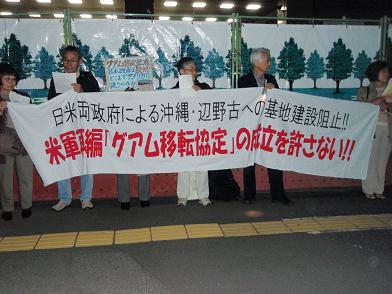 日米両政府による沖縄・辺野古への基地建設阻止!!
米軍再編「グアム移転協定」の成立を許さない!!